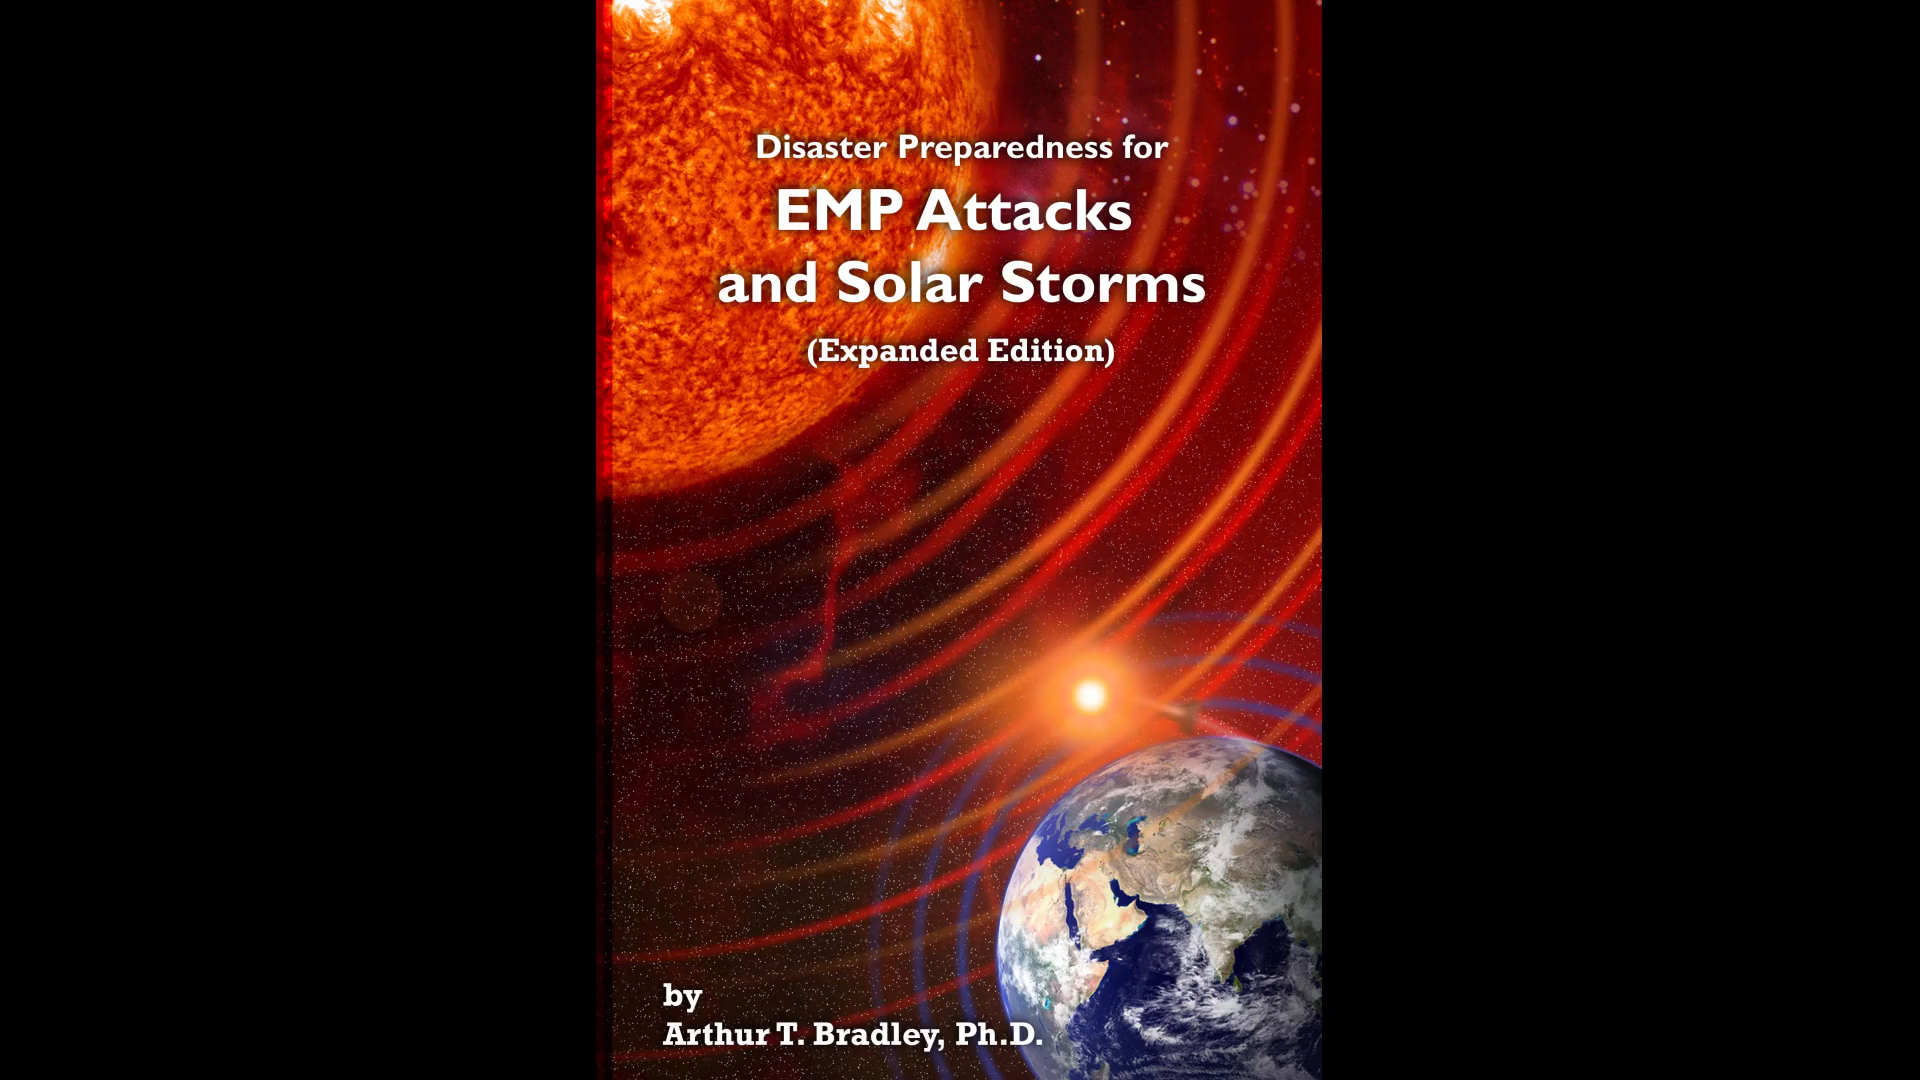 Disaster Preparedness for
EMP Attacks
and Solar Storms
(Expanded Edition)
by
Arthur T. Bradley, Ph.D.